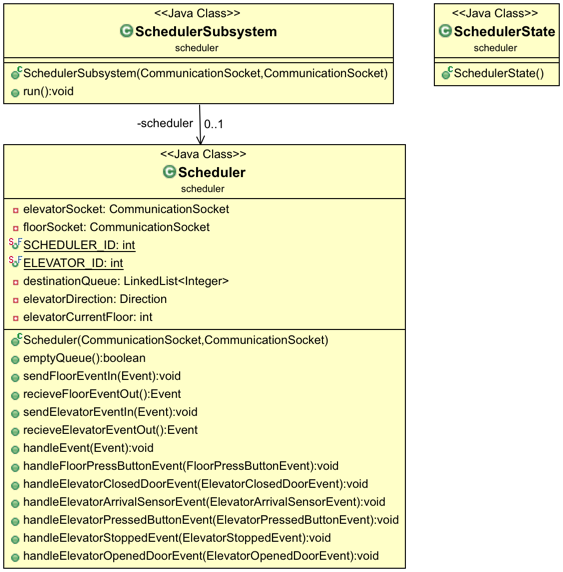 <<Java Class>>
SchedulerSubsystem
scheduler
SchedulerSubsystem(CommunicationSocket,CommunicationSocket)
run():void
<<Java Class>>
SchedulerState
scheduler
SchedulerState()
-scheduler 0..1
<<Java Class>>
Scheduler
scheduler
elevatorSocket: CommunicationSocket
floorSocket: CommunicationSocket
SCHEDULER_ID: int
ELEVATOR_ID: int
destinationQueue: LinkedList<Integer>
elevatorDirection: Direction
elevatorCurrentFloor: int
Scheduler(CommunicationSocket,CommunicationSocket)
emptyQueue():boolean
sendFloorEventIn(Event):void
recieveFloorEventOut():Event
sendElevatorEventIn(Event):void
recieveElevatorEventOut():Event
handleEvent(Event):void
handleFloorPressButtonEvent(FloorPressButtonEvent):void
handleElevatorClosedDoorEvent(ElevatorClosedDoorEvent):void
handleElevatorArrivalSensorEvent(ElevatorArrivalSensorEvent):void
handleElevatorPressedButtonEvent(ElevatorPressedButtonEvent):void
handleElevatorStoppedEvent(ElevatorStoppedEvent):void
handleElevatorOpenedDoorEvent(ElevatorOpenedDoorEvent):void